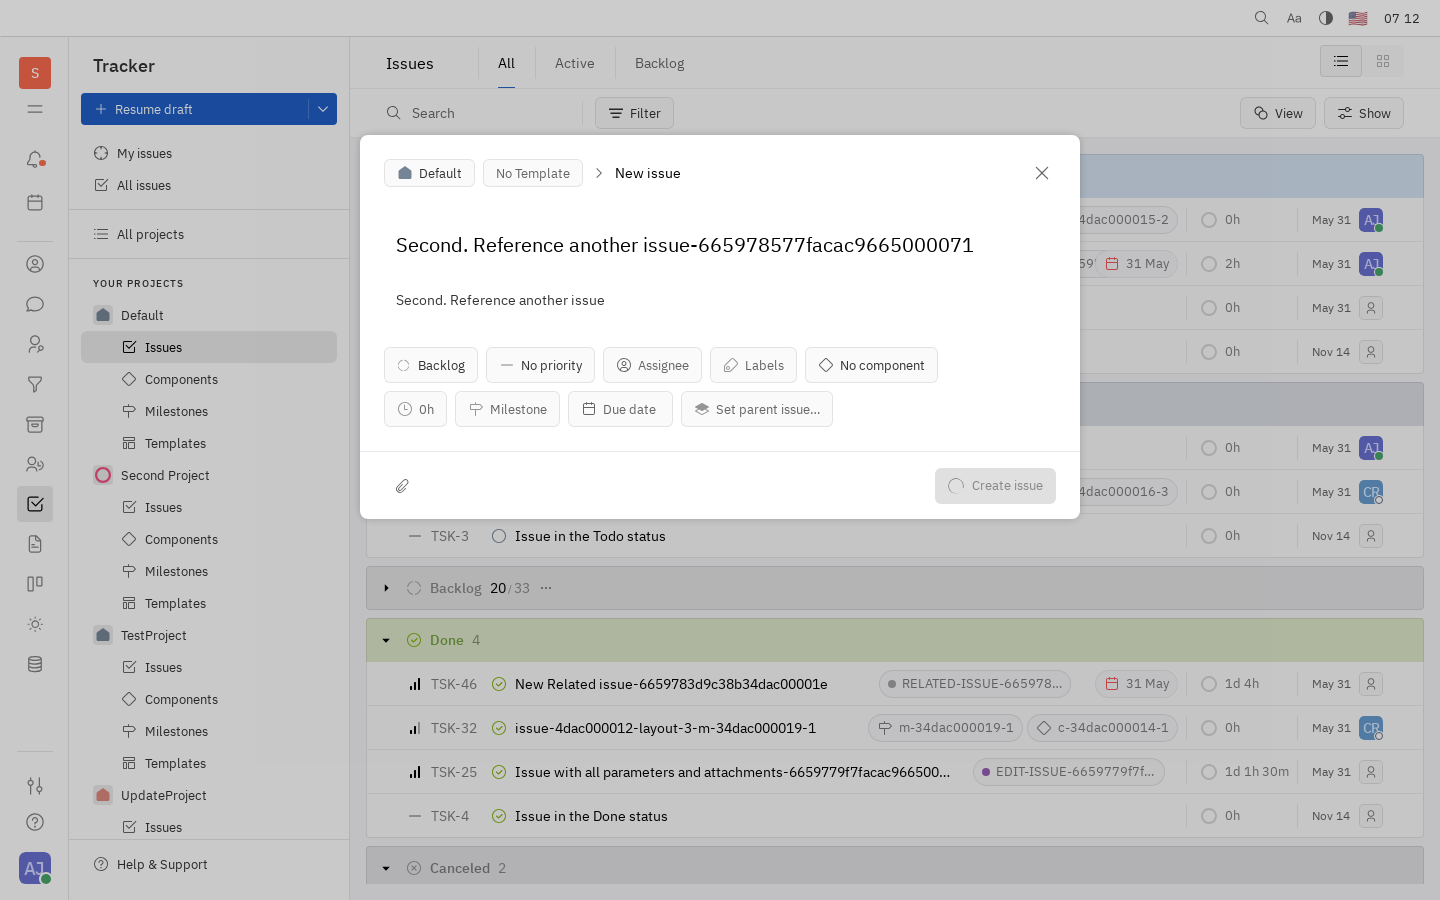 Aa 07 12
S
Tracker
Resume draft
My issues
All issues
All projects
YOUR PROJECTS
Default
Issues
Components
Milestones
Templates
Second Project
Issues
Components
Milestones
Templates
TestProject
Issues
Components
Milestones
Templates
UpdateProject
Issues
Help & Support
AJ
Issues All Active Backlog
Search Filter View Show
Default No Template New issue
Second. Reference another issue-665978577facac9665000071
Second. Reference another issue
Backlog No priority Assignee Labels No component
0h Milestone Due date Set parent issue...
Create issue
4dac000015-2 0h May 31 AJ
31 May 2h May 31 AJ
0h May 31
0h Nov 14
0h May 31 AJ
4dac000016-3 0h May 31 CR
TSK-3 Issue in the Todo status 0h Nov 14
Backlog 20/33 ...
Done 4
TSK-46 New Related issue-6659783d9c38b34dac00001e RELATED-ISSUE-665978... 31 May 1d 4h May 31
TSK-32 issue-4dac000012-layout-3-m-34dac000019-1 m-34dac000019-1 c-34dac000014-1 0h May 31 CR
TSK-25 Issue with all parameters and attachments-6659779f7facac966500... EDIT-ISSUE-6659779f7f... 1d 1h 30m May 31
TSK-4 Issue in the Done status 0h Nov 14
Canceled 2